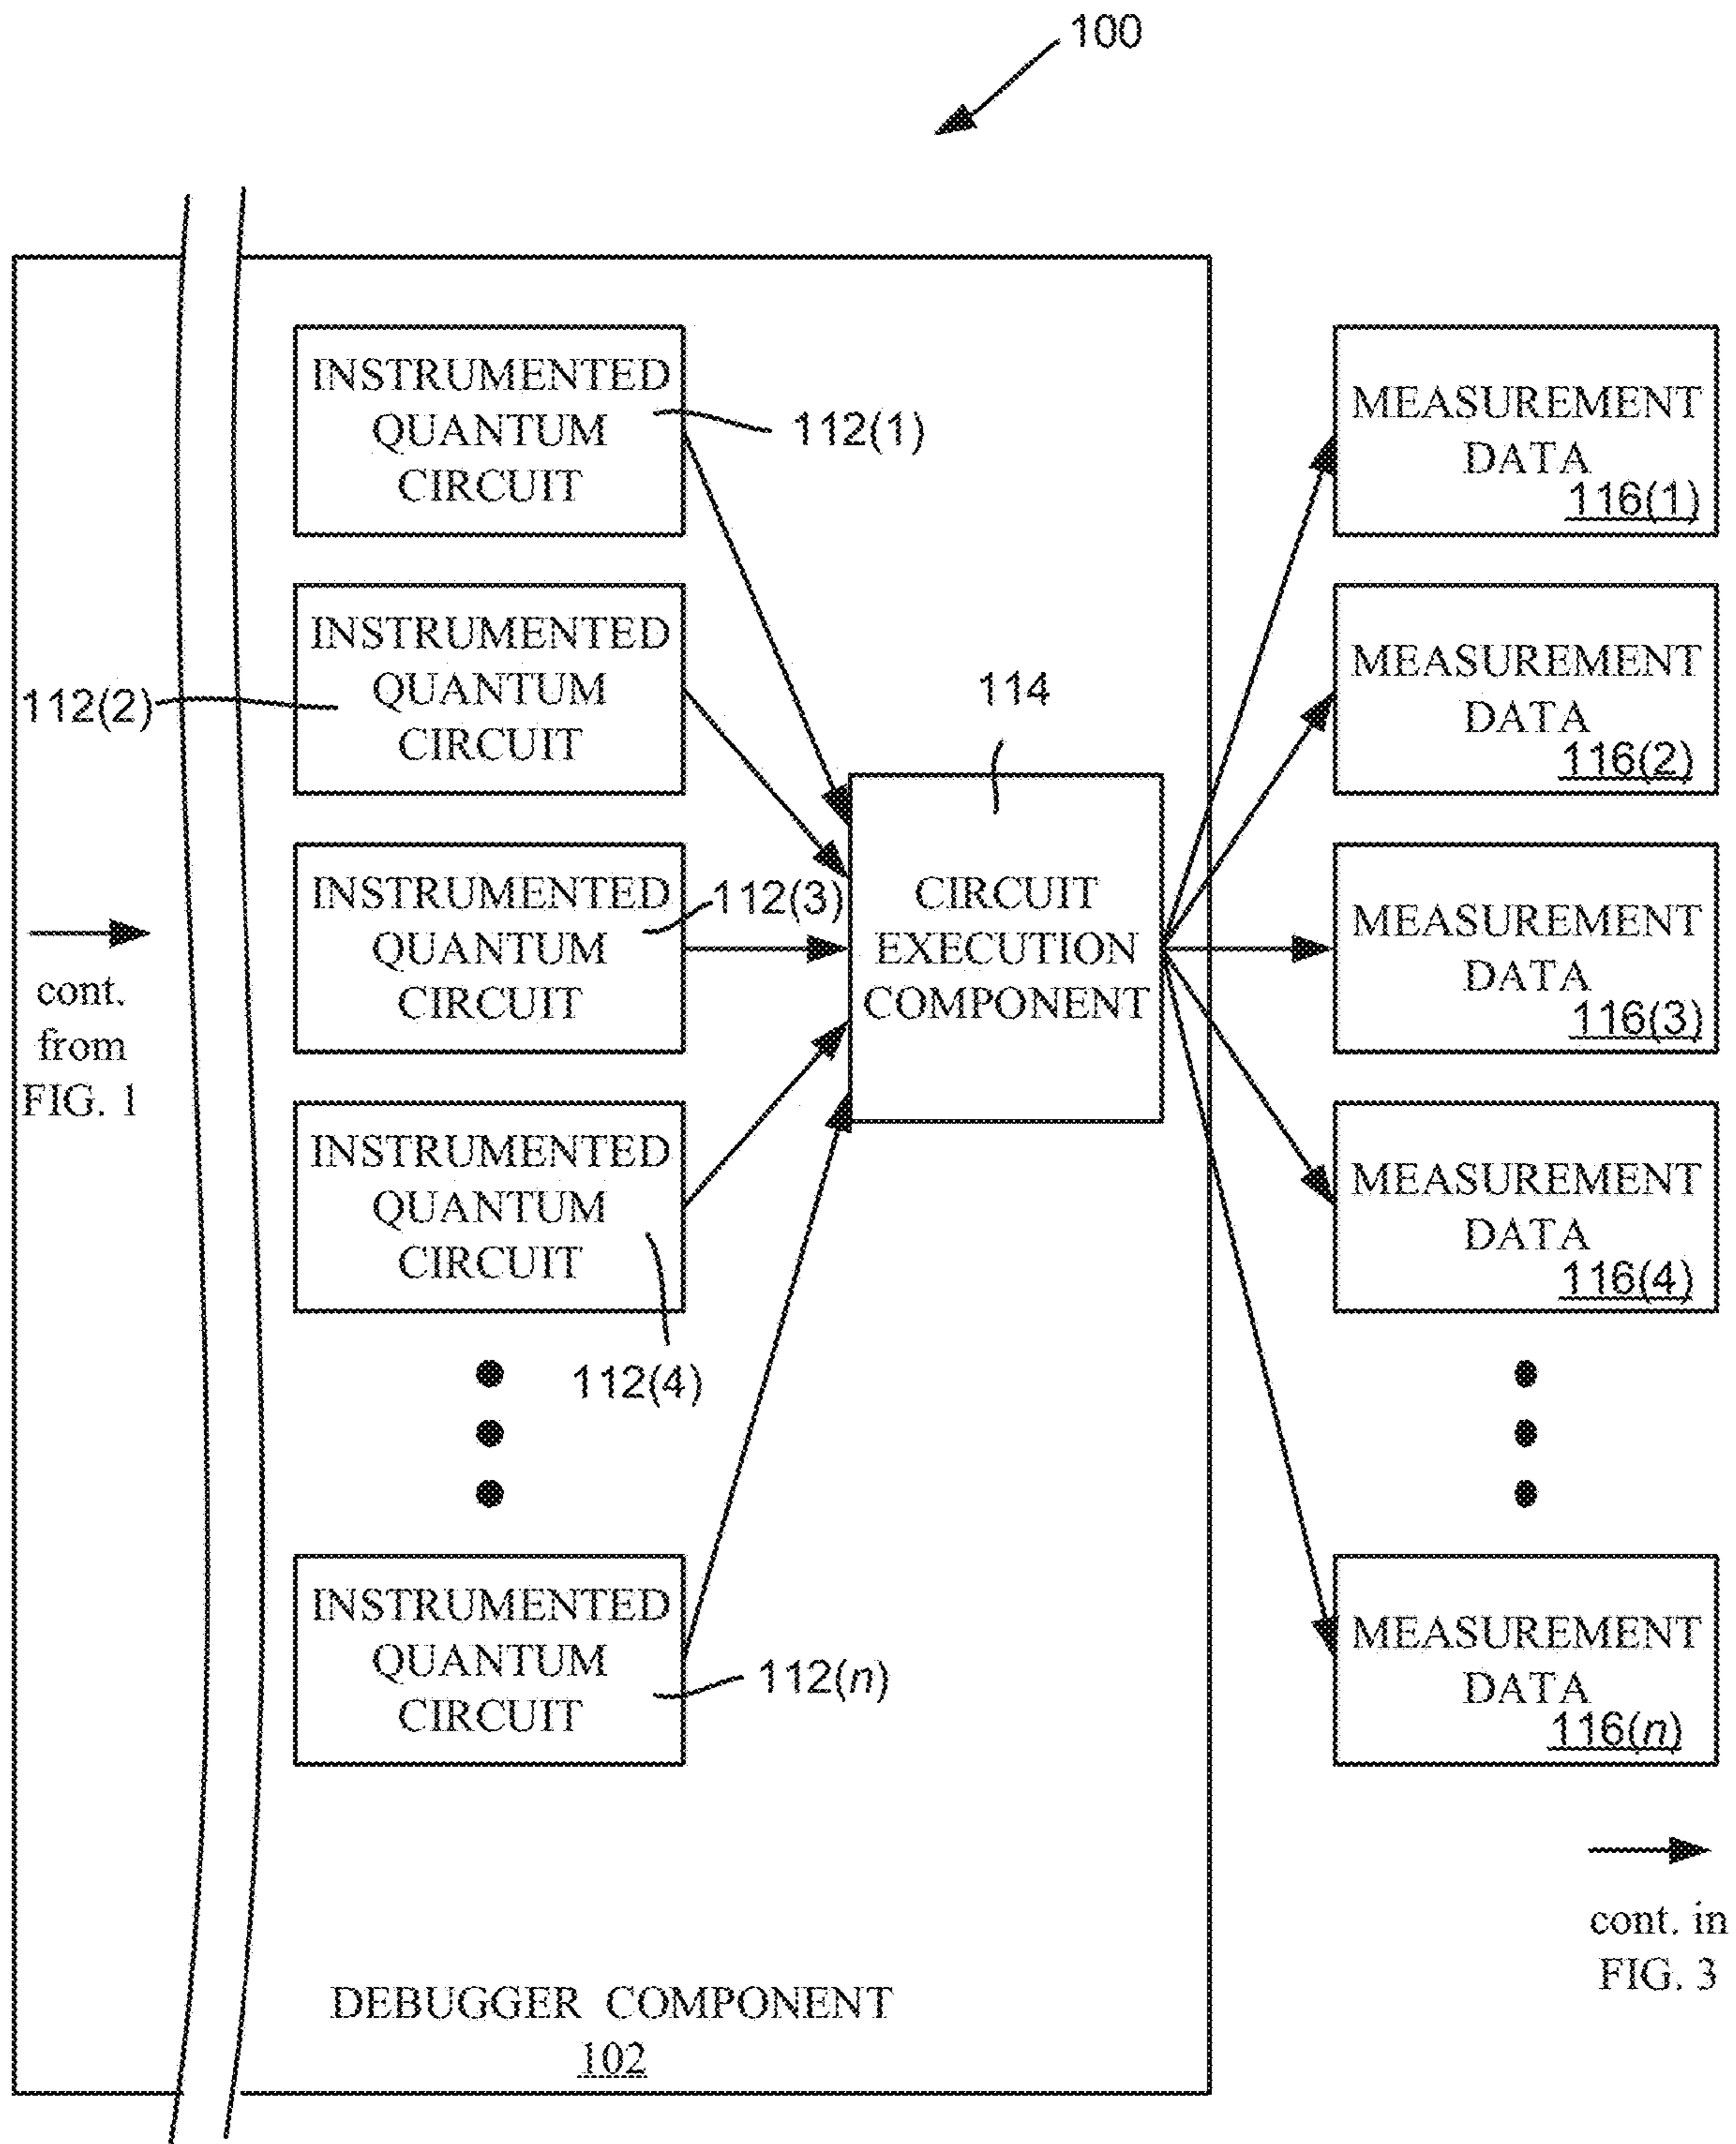 100
INSTRUMENTED
QUANTUM
CIRCUIT
112(1)
MEASUREMENT
DATA
116(1)
INSTRUMENTED
QUANTUM
CIRCUIT
112(2)
MEASUREMENT
DATA
116(2)
114
CIRCUIT
EXECUTION
COMPONENT
INSTRUMENTED
QUANTUM
CIRCUIT
112(3)
MEASUREMENT
DATA
116(3)
cont.
from
FIG. 1
INSTRUMENTED
QUANTUM
CIRCUIT
112(4)
MEASUREMENT
DATA
116(4)
INSTRUMENTED
QUANTUM
CIRCUIT
112(n)
MEASUREMENT
DATA
116(n)
cont. in
FIG. 3
DEBUGGER COMPONENT
102